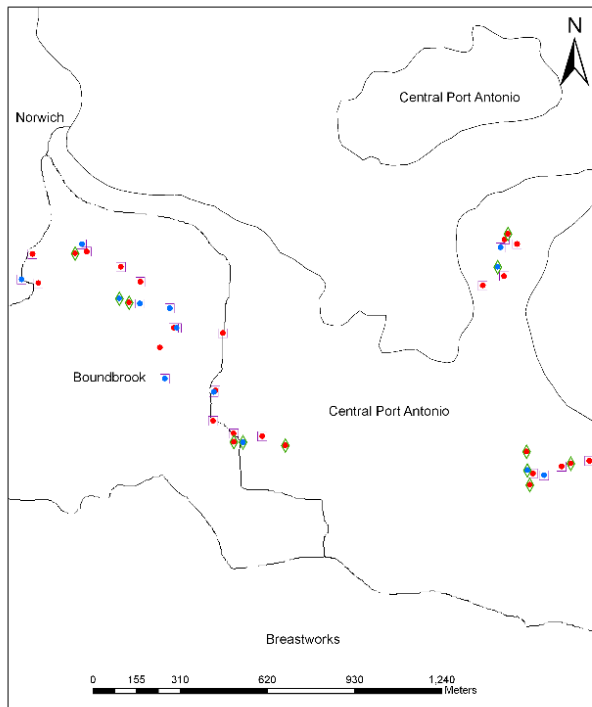 N
Central Port Antonio
Norwich
Boundbrook
Central Port Antonio
Breastworks
0 155 310 620 930 1,240
Meters